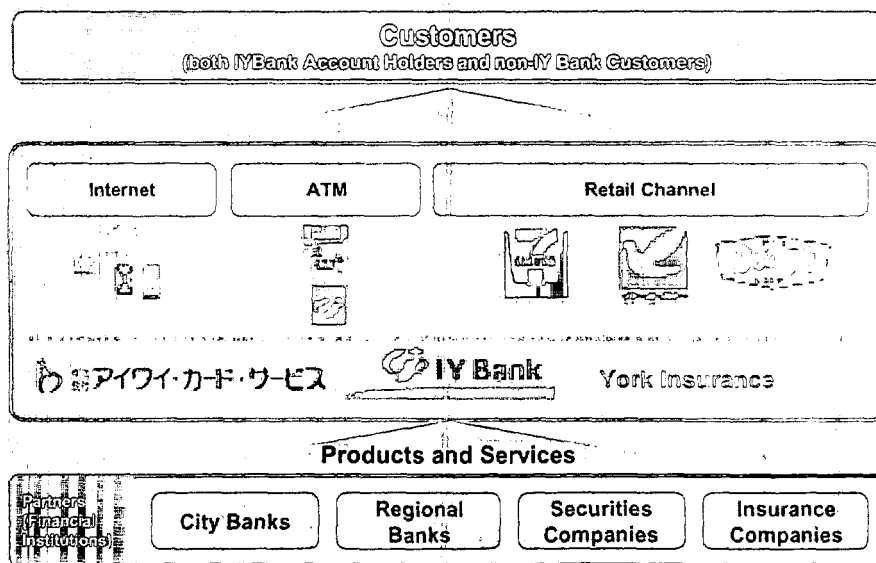 Customers
(both IYBank Account Holders and non-IY Bank Customers)
Internet
ATM
Retail Channel
アイワイ・カード・サービス
IY Bank
York Insurance
Products and Services
Partners
(Financial
Institutions)
City Banks
Regional
Banks
Securities
Companies
Insurance
Companies